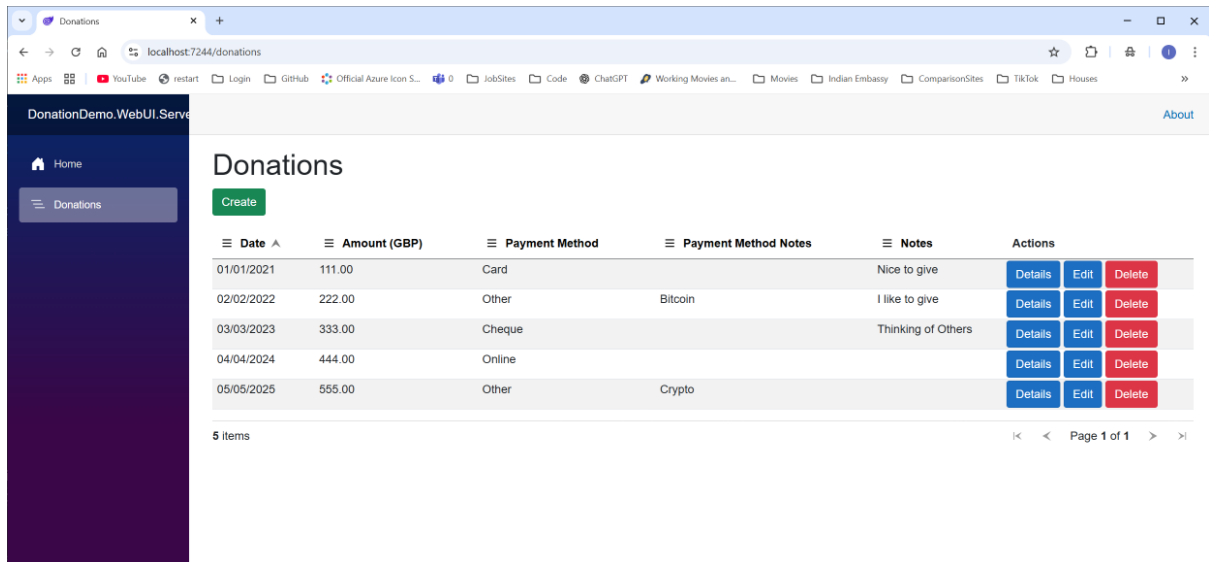 Donations
localhost:7244/donations
Apps YouTube restart Login GitHub Official Azure Icon S... 0 JobSites Code ChatGPT Working Movies an... Movies Indian Embassy ComparisonSites TikTok Houses »
DonationDemo.WebUI.Serve About
Home
Donations
Donations
Create
Date Amount (GBP) Payment Method Payment Method Notes Notes Actions
01/01/2021 111.00 Card Nice to give Details Edit Delete
02/02/2022 222.00 Other Bitcoin I like to give Details Edit Delete
03/03/2023 333.00 Cheque Thinking of Others Details Edit Delete
04/04/2024 444.00 Online Details Edit Delete
05/05/2025 555.00 Other Crypto Details Edit Delete
5 items Page 1 of 1